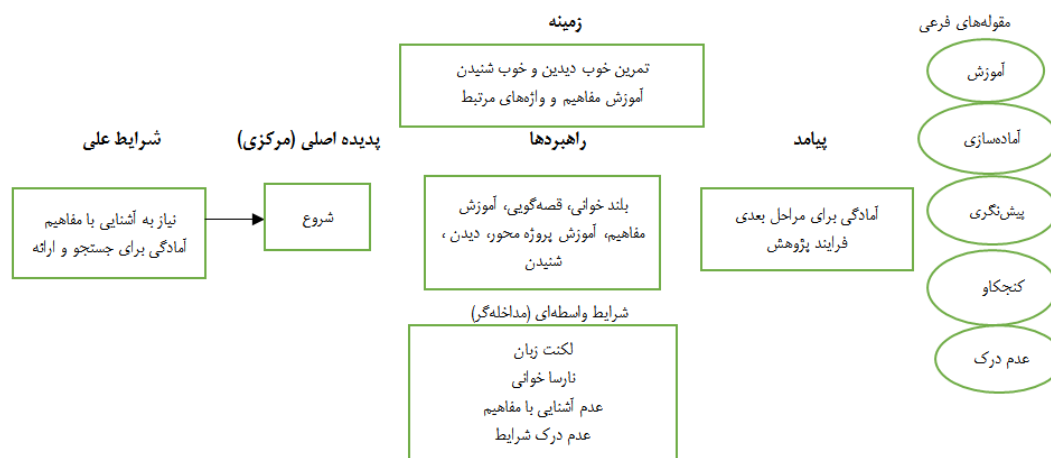 مقوله‌های فرعی
آموزش
آماده‌سازی
پیش‌نگری
کنجکاو
عدم درک
زمینه
تمرین خوب دیدین و خوب شنیدن
آموزش مفاهیم و واژه‌های مرتبط
پیامد
آمادگی برای مراحل بعدی
فرایند پژوهش
راهبردها
بلند خوانی، قصه‌گویی، آموزش
مفاهیم، آموزش پروژه محور، دیدن ،
شنیدن
شرایط واسطه‌ای (مداخله‌گر)
لکنت زبان
نارسا خوانی
عدم آشنایی با مفاهیم
عدم درک شرایط
پدیده اصلی (مرکزی)
شروع
شرایط علی
نیاز به آشنایی با مفاهیم
آمادگی برای جستجو و ارائه